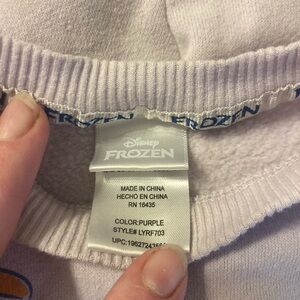 FROZEN FROZEN
Disney
FROZEN
MADE IN CHINA
HECHO EN CHINA
RN 16435
COLOR:PURPLE
STYLE# LYRF703